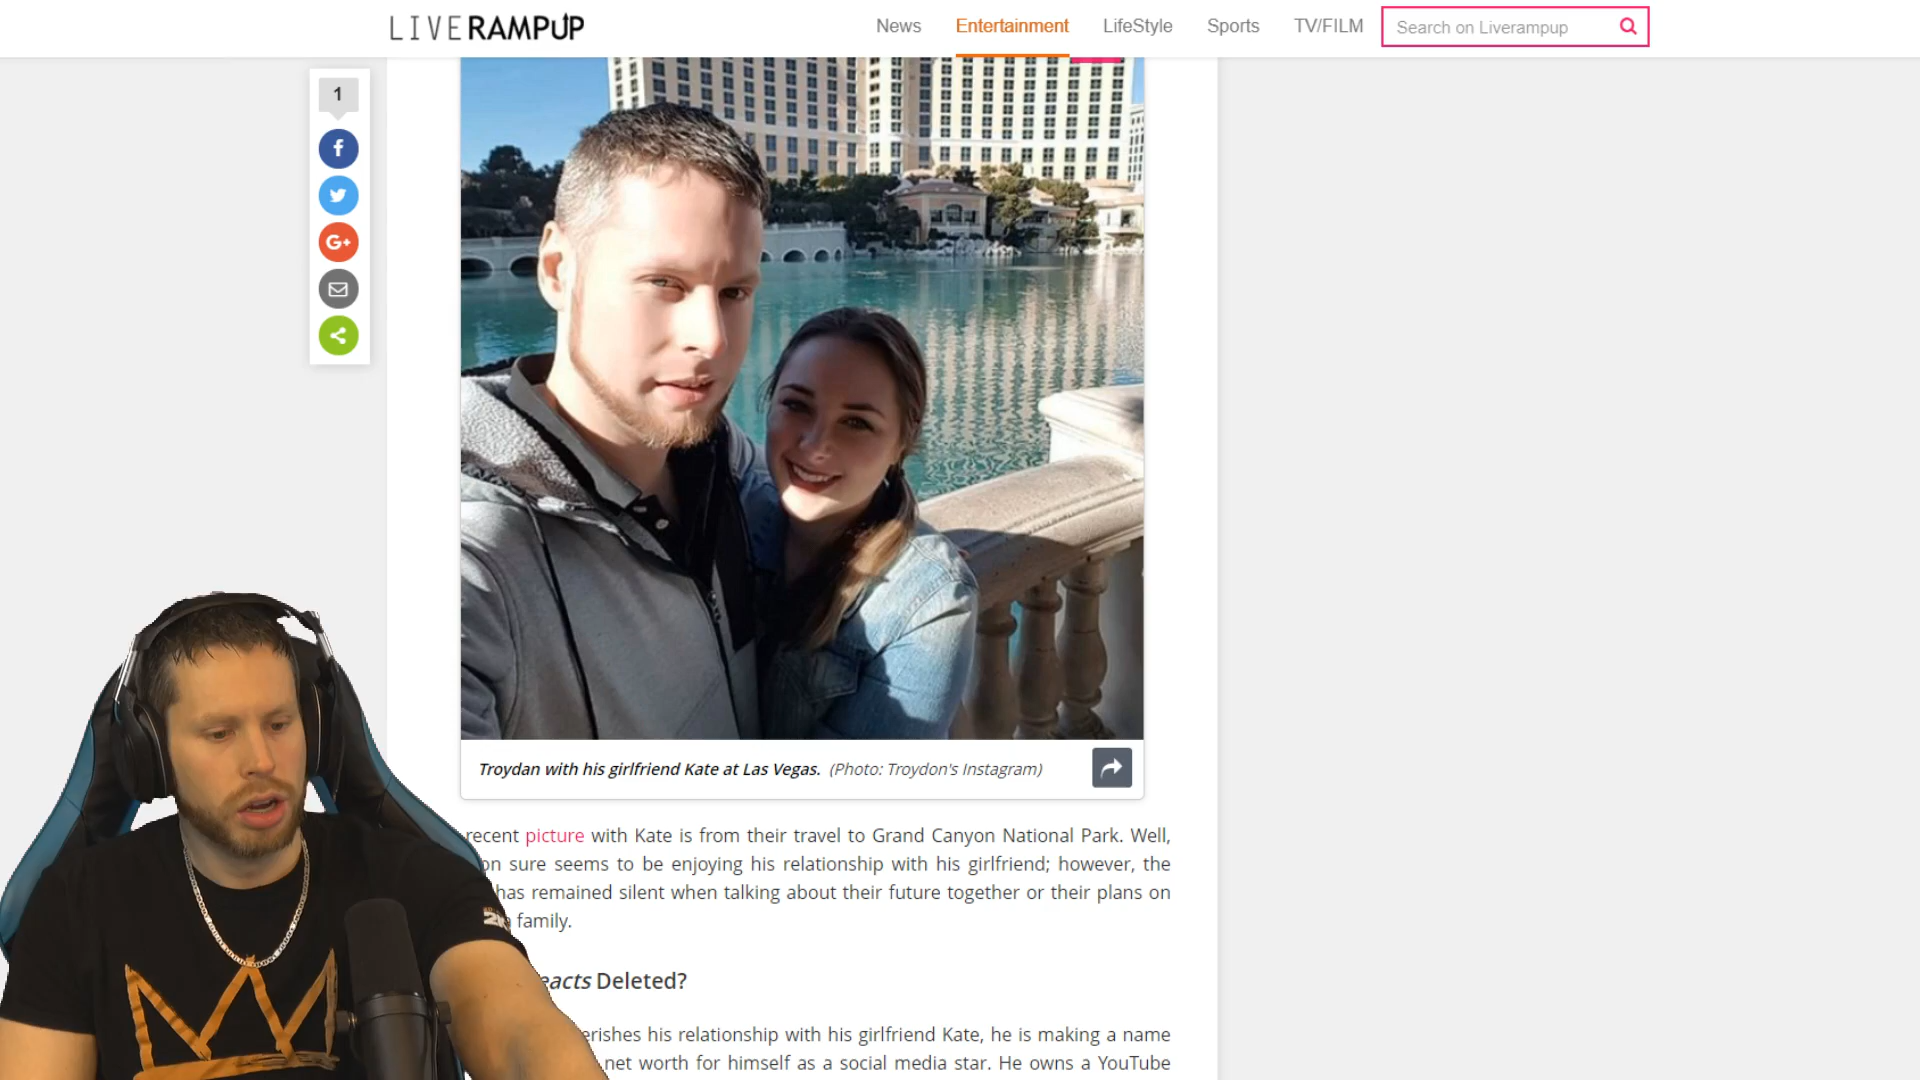 LIVERAMPUP
News Entertainment LifeStyle Sports TV/FILM Search on Liverampup
1
G+
Troydan with his girlfriend Kate at Las Vegas. (Photo: Troydon's Instagram)
recent picture with Kate is from their travel to Grand Canyon National Park. Well,
on sure seems to be enjoying his relationship with his girlfriend; however, the
has remained silent when talking about their future together or their plans on
family.
2K
eacts Deleted?
erishes his relationship with his girlfriend Kate, he is making a name
net worth for himself as a social media star. He owns a YouTube